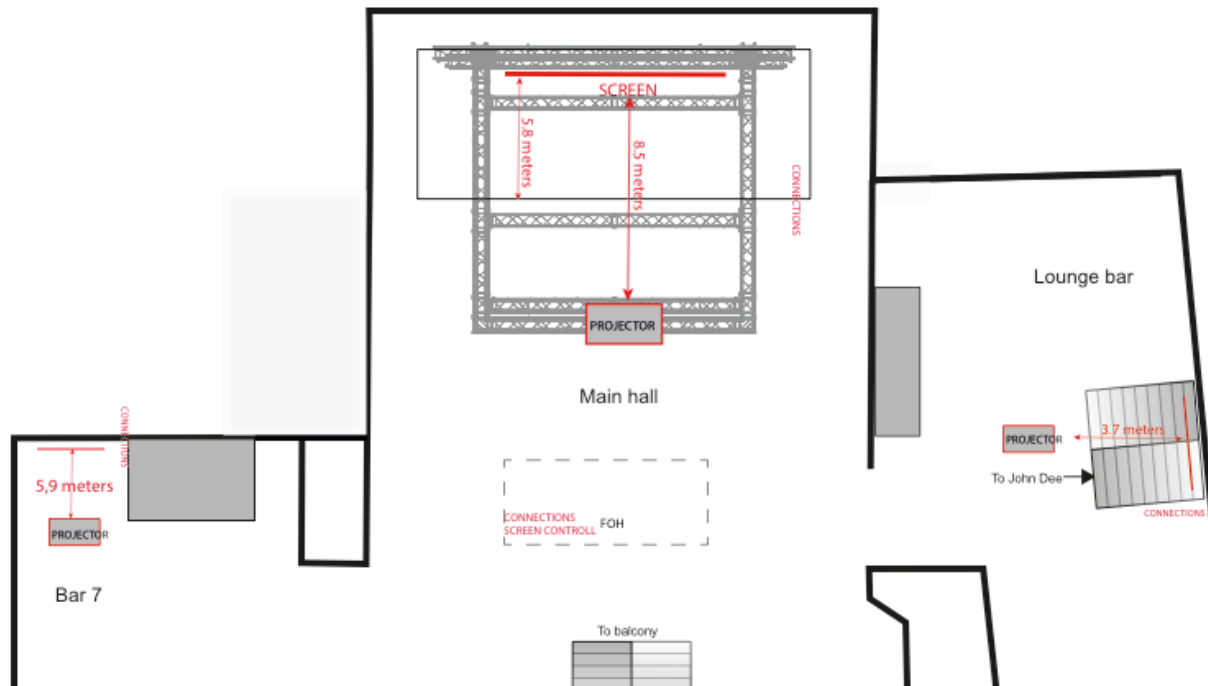 SCREEN
5.8 meters
8.5 meters
CONNECTIONS
PROJECTOR
Main hall
Lounge bar
PROJECTOR
3.7 meters
To John Dee
CONNECTIONS
CONNECTIONS
5,9 meters
PROJECTOR
Bar 7
CONNECTIONS
SCREEN CONTROLL
FOH
To balcony